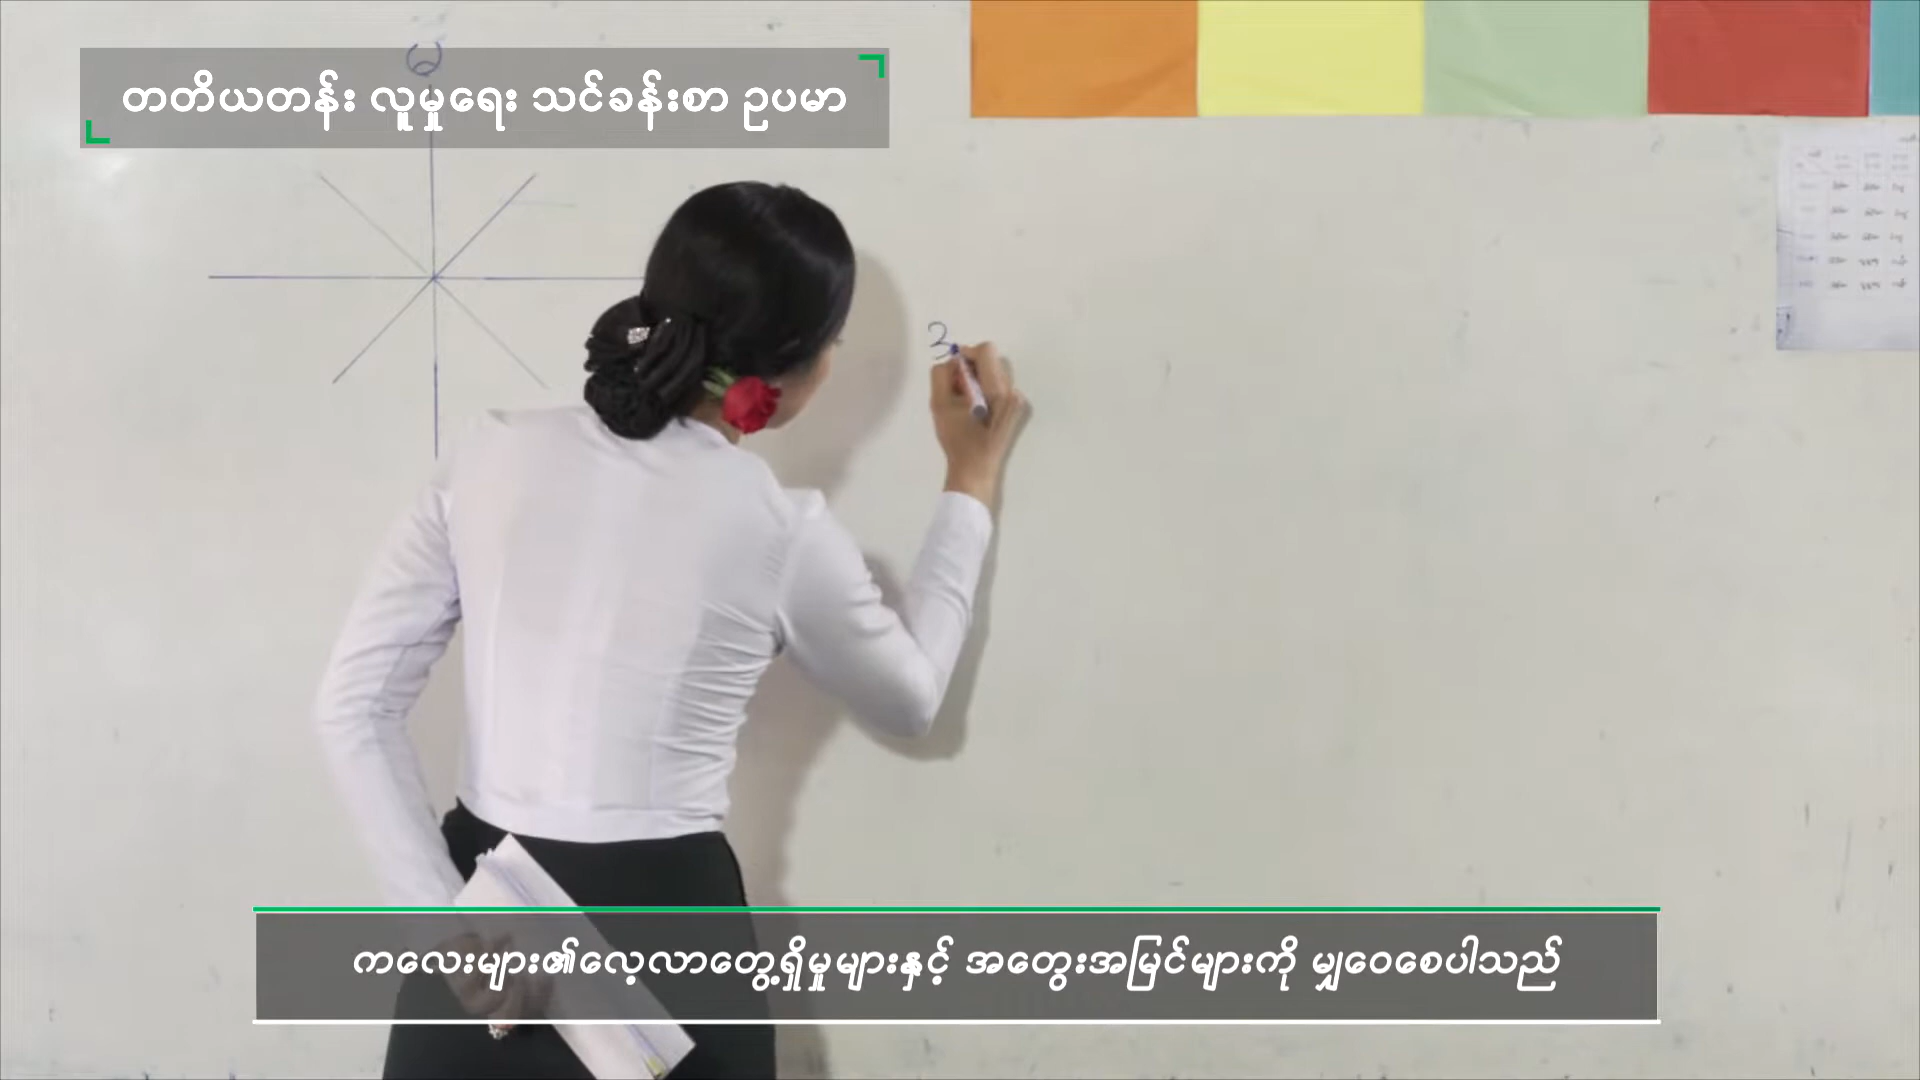 တတိယတန်း လူမှုရေး သင်ခန်းစာ ဥပမာ
ကလေးများ၏လေ့လာတွေ့ရှိမှုများနှင့် အတွေးအမြင်များကို မျှဝေစေပါသည်